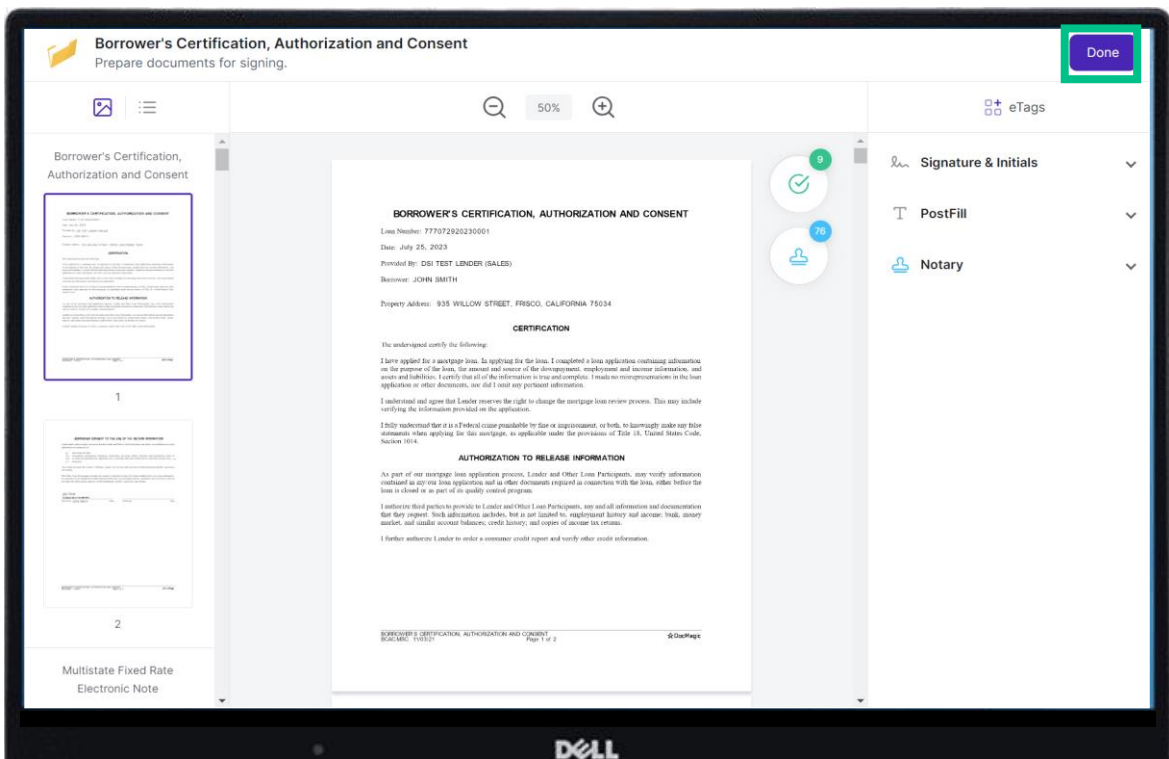 Borrower's Certification, Authorization and Consent
Prepare documents for signing.
Done
50%
eTags
Borrower's Certification,
Authorization and Consent
1
2
Multistate Fixed Rate
Electronic Note
BORROWER'S CERTIFICATION, AUTHORIZATION AND CONSENT
Loan Number: 777072920230001
Date: July 25, 2023
Provided By: DSI TEST LENDER (SALES)
Borrower: JOHN SMITH
Property Address: 935 WILLOW STREET, FRISCO, CALIFORNIA 75034
CERTIFICATION
The undersigned certify the following:
I have applied for a mortgage loan. In applying for the loan, I completed a loan application containing information
on the purpose of the loan, the amount and source of the downpayment, employment and income information, and
assets and liabilities. I certify that all of the information is true and complete. I made no misrepresentations in the loan
application or other documents, nor did I omit any pertinent information.
I understand and agree that Lender reserves the right to change the mortgage loan review process. This may include
verifying the information provided on the application.
I fully understand that it is a Federal crime punishable by fine or imprisonment, or both, to knowingly make any false
statements when applying for this mortgage, as applicable under the provisions of Title 18, United States Code,
Section 1014.
AUTHORIZATION TO RELEASE INFORMATION
As part of our mortgage loan application process, Lender and Other Loan Participants, may verify information
contained in my/our loan application and in other documents required in connection with the loan, either before the
loan is closed or as part of its quality control program.
I authorize third parties to provide to Lender and Other Loan Participants, any and all information and documentation
that they request. Such information includes, but is not limited to, employment history and income; bank, money
market, and similar account balances; credit history; and copies of income tax returns.
I further authorize Lender to order a consumer credit report and verify other credit information.
BORROWER'S CERTIFICATION, AUTHORIZATION AND CONSENT
BCAC.MSC 11/03/21 Page 1 of 2
DocMagic
9
76
Signature & Initials
PostFill
Notary
DELL